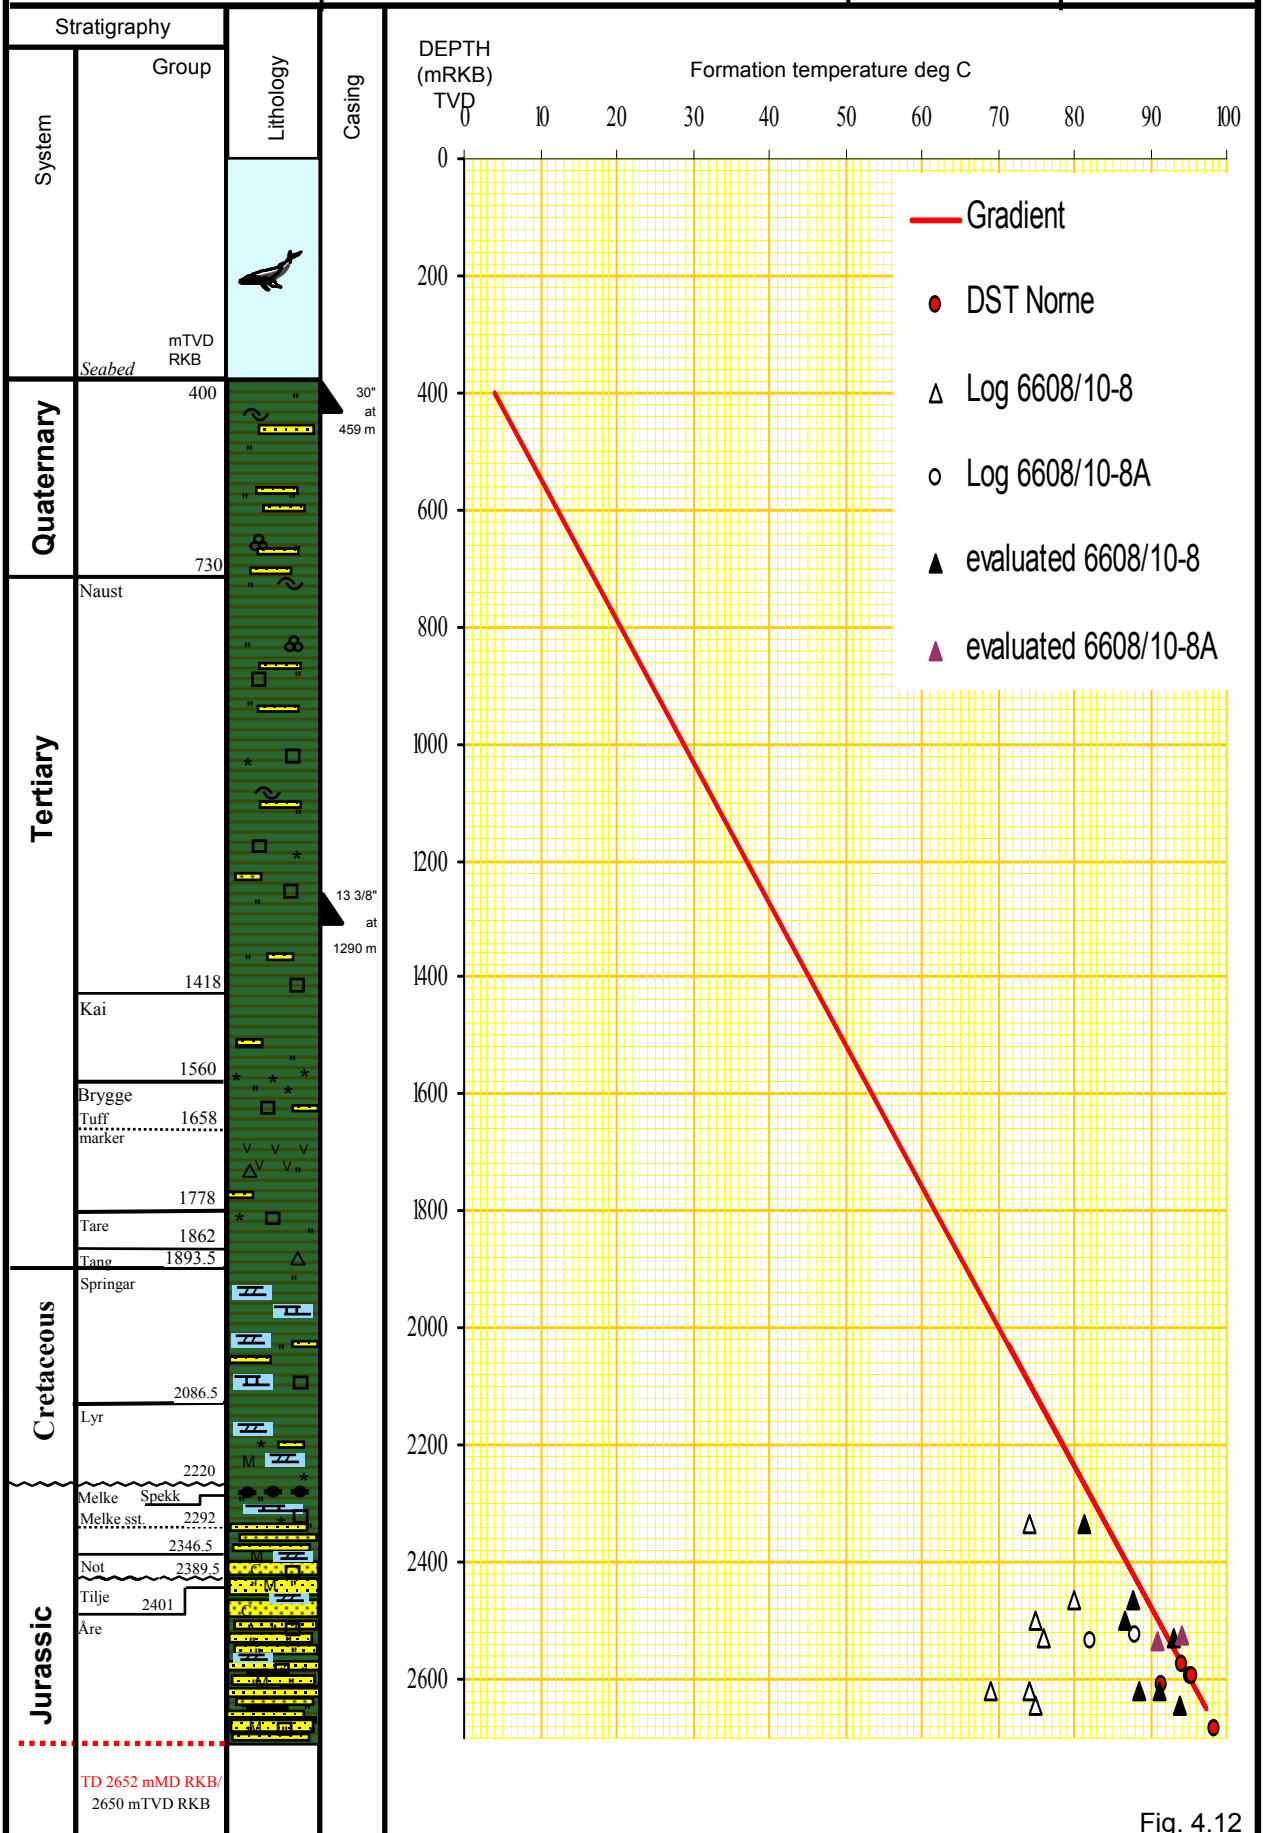 Stratigraphy
System
Group
Lithology
Casing
mTVD
RKB
Seabed
400
Quaternary
730
Naust
Tertiary
1418
Kai
1560
Brygge
Tuff 1658
marker
1778
Tare
1862
Tang 1893.5
Springar
Cretaceous
2086.5
Lyr
2220
Melke Spekk
Melke sst. 2292
2346.5
Not 2389.5
Tilje
2401
Åre
Jurassic
TD 2652 mMD RKB/
2650 mTVD RKB
30"
at
459 m
13 3/8"
at
1290 m
DEPTH
(mRKB)
TVD
Formation temperature deg C
0 10 20 30 40 50 60 70 80 90 100
0
200
400
600
800
1000
1200
1400
1600
1800
2000
2200
2400
2600
Gradient
DST Norne
Log 6608/10-8
Log 6608/10-8A
evaluated 6608/10-8
evaluated 6608/10-8A
Fig. 4.12